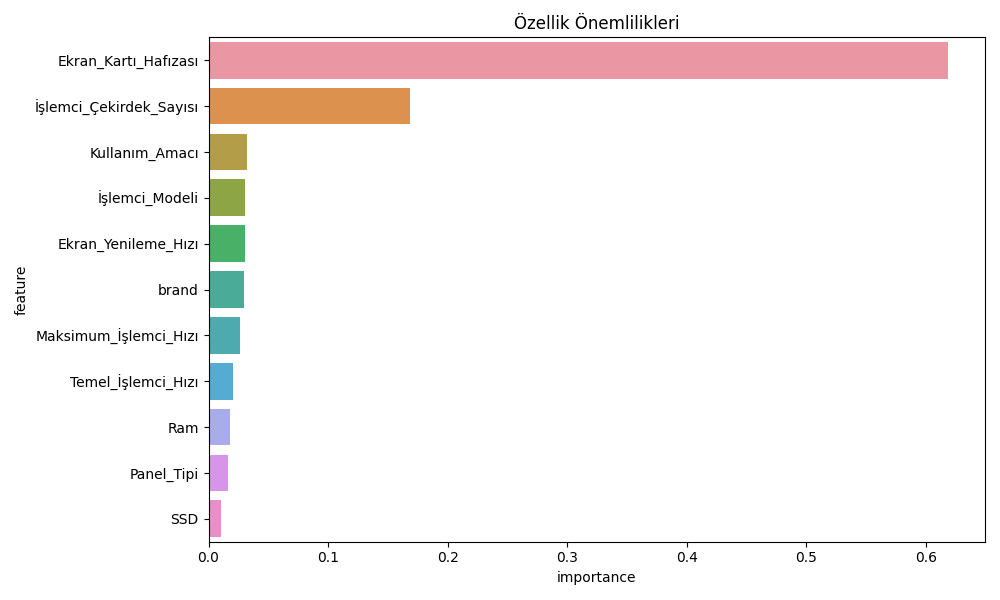 Özellik Önemlilikleri
Ekran_Kartı_Hafızası
İşlemci_Çekirdek_Sayısı
Kullanım_Amacı
İşlemci_Modeli
Ekran_Yenileme_Hızı
brand
Maksimum_İşlemci_Hızı
Temel_İşlemci_Hızı
Ram
Panel_Tipi
SSD
feature
0.0 0.1 0.2 0.3 0.4 0.5 0.6
importance